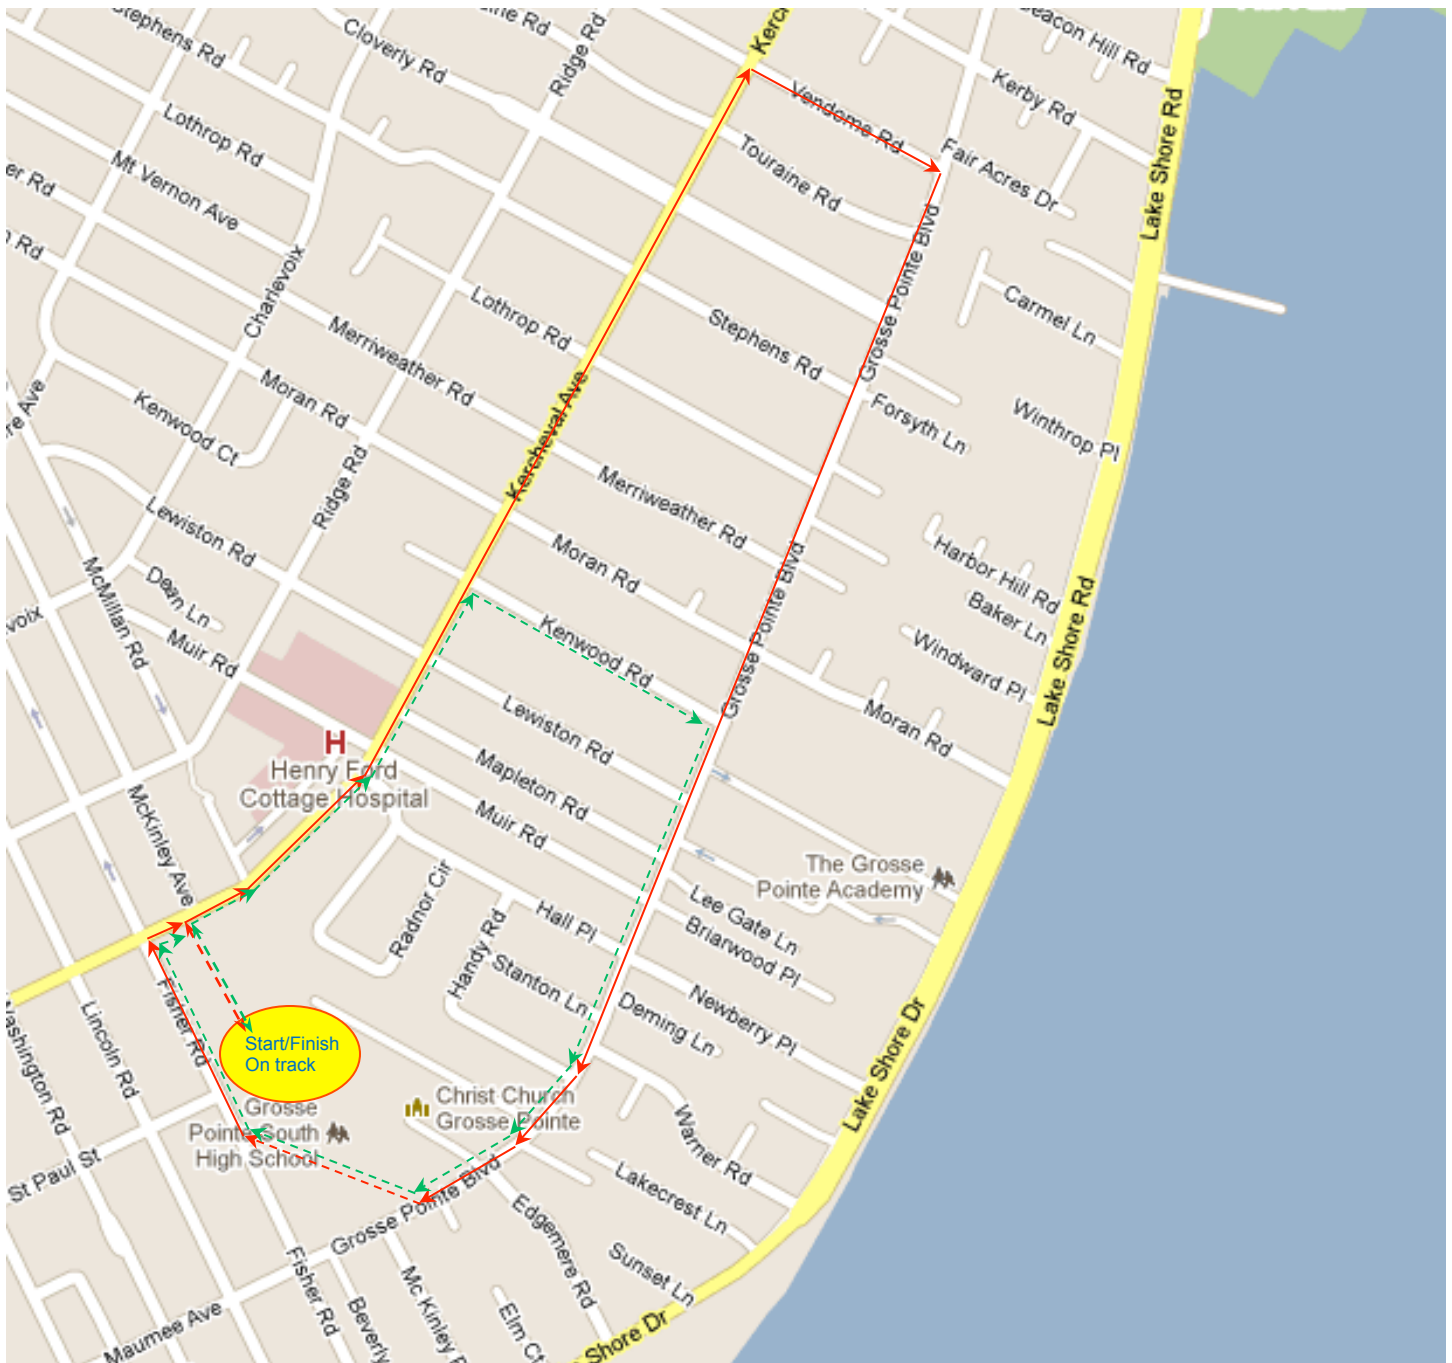 Stephens Rd
Cloverly Rd
Ridge Rd
Beacon Hill Rd
Kerby Rd
Vendome Rd
Touraine Rd
Fair Acres Dr
Lake Shore Rd
Lothrop Rd
Mt Vernon Ave
er Rd
Charlevoix
Grosse Pointe Blvd
Carmel Ln
Lothrop Rd
Stephens Rd
Merriweather Rd
Moran Rd
Kenwood Ct
Kercheval Ave
Forsyth Ln
Winthrop Pl
Ridge Rd
Merriweather Rd
Lewiston Rd
Moran Rd
Grosse Pointe Blvd
Harbor Hill Rd
Baker Ln
Windward Pl
Lake Shore Rd
McMillan Rd
Dean Ln
Muir Rd
voix
Kenwood Rd
Lewiston Rd
Moran Rd
H
Henry Ford
Cottage Hospital
Mapleton Rd
Muir Rd
McKinley Ave
The Grosse
Pointe Academy
Radnor Cir
Hall Pl
Handy Rd
Stanton Ln
Lee Gate Ln
Briarwood Pl
Deming Ln
Newberry Pl
Lake Shore Dr
Fisher Rd
Lincoln Rd
Washington Rd
Start/Finish
On track
Grosse
Pointe South
High School
Christ Church
Grosse Pointe
Warner Rd
St Paul St
Grosse Pointe Blvd
Lakecrest Ln
Edgemere Rd
Sunset Ln
Fisher Rd
Mc Kinley
Beverly
Elm Ct
Maumee Ave
Shore Dr